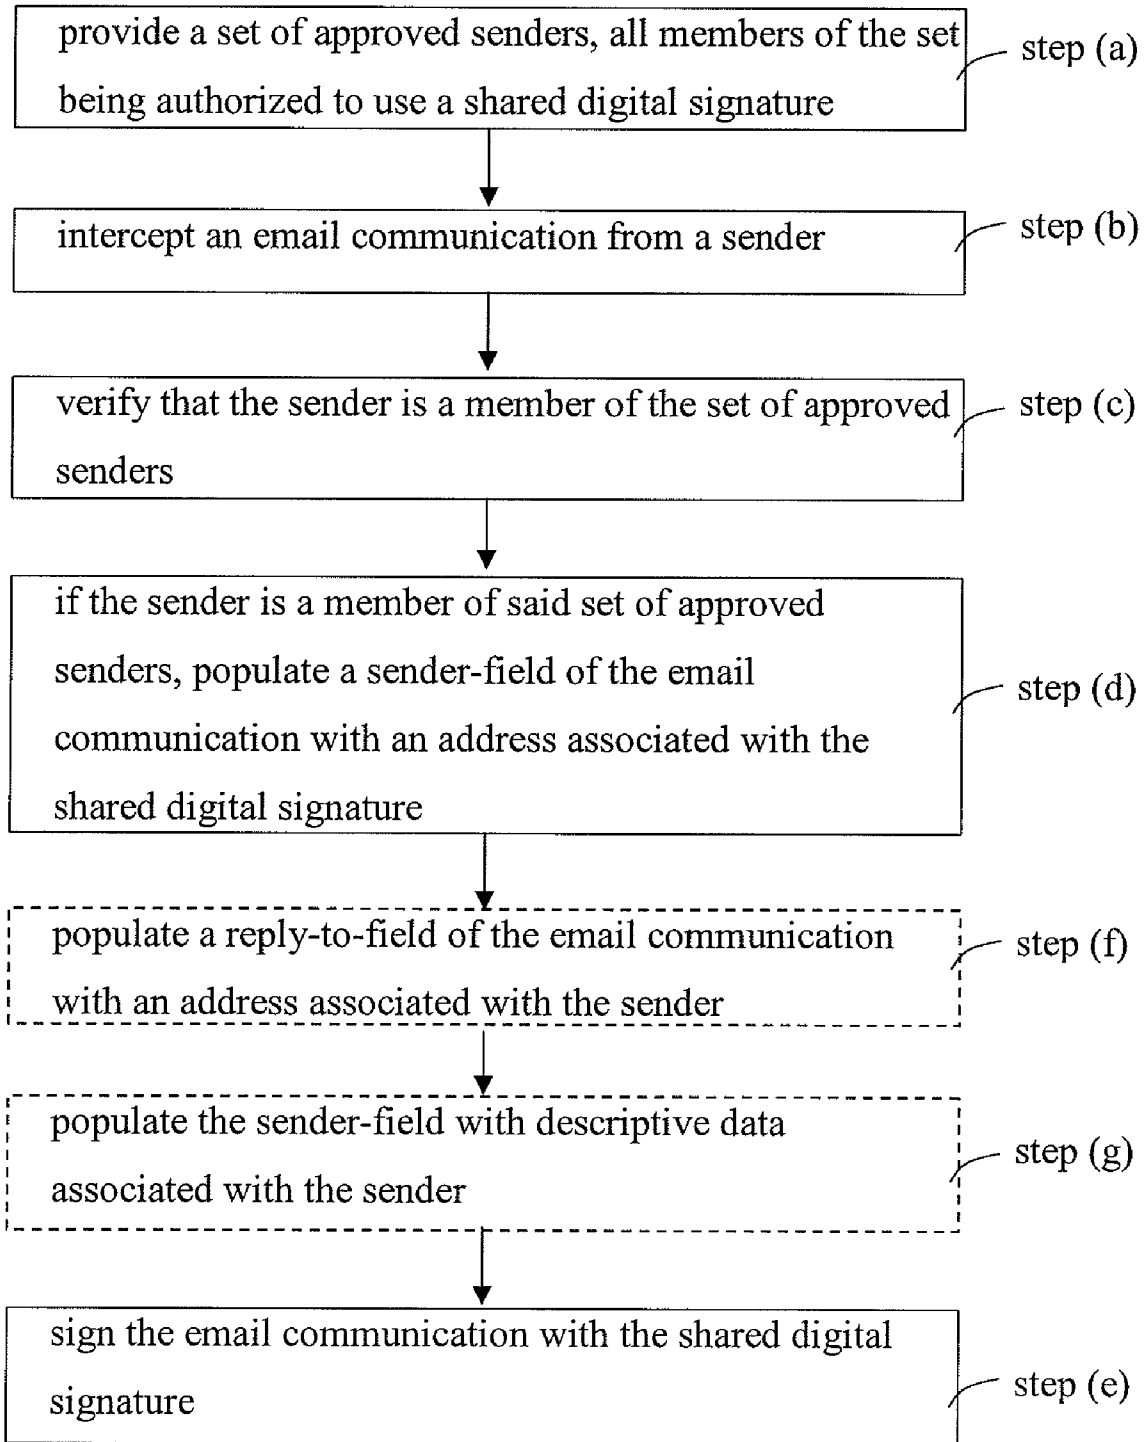 provide a set of approved senders, all members of the set
being authorized to use a shared digital signature
step (a)
intercept an email communication from a sender
step (b)
verify that the sender is a member of the set of approved
senders
step (c)
if the sender is a member of said set of approved
senders, populate a sender-field of the email
communication with an address associated with the
shared digital signature
step (d)
populate a reply-to-field of the email communication
with an address associated with the sender
step (f)
populate the sender-field with descriptive data
associated with the sender
step (g)
sign the email communication with the shared digital
signature
step (e)